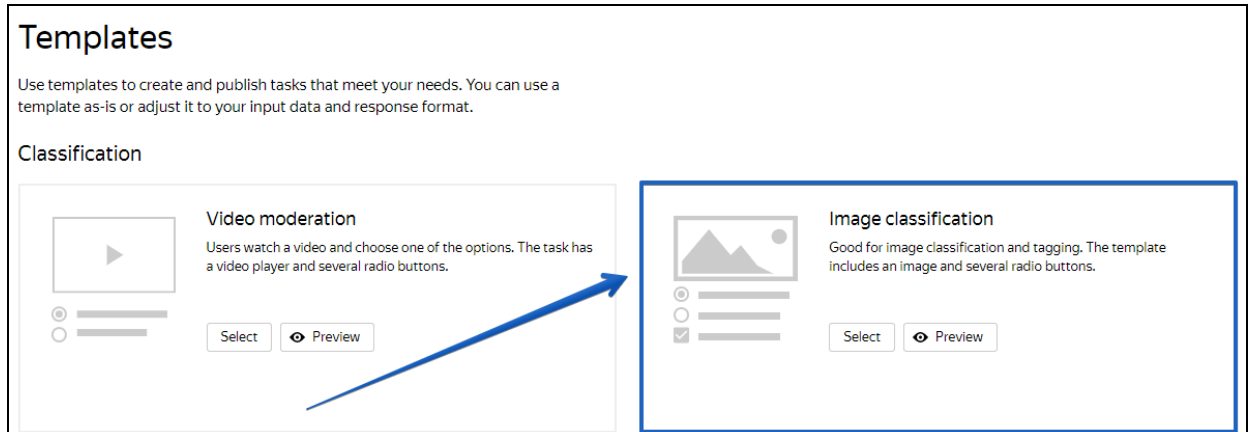 Templates
Use templates to create and publish tasks that meet your needs. You can use a
template as-is or adjust it to your input data and response format.
Classification
Video moderation
Users watch a video and choose one of the options. The task has
a video player and several radio buttons.
Select
Preview
Image classification
Good for image classification and tagging. The template
includes an image and several radio buttons.
Select
Preview